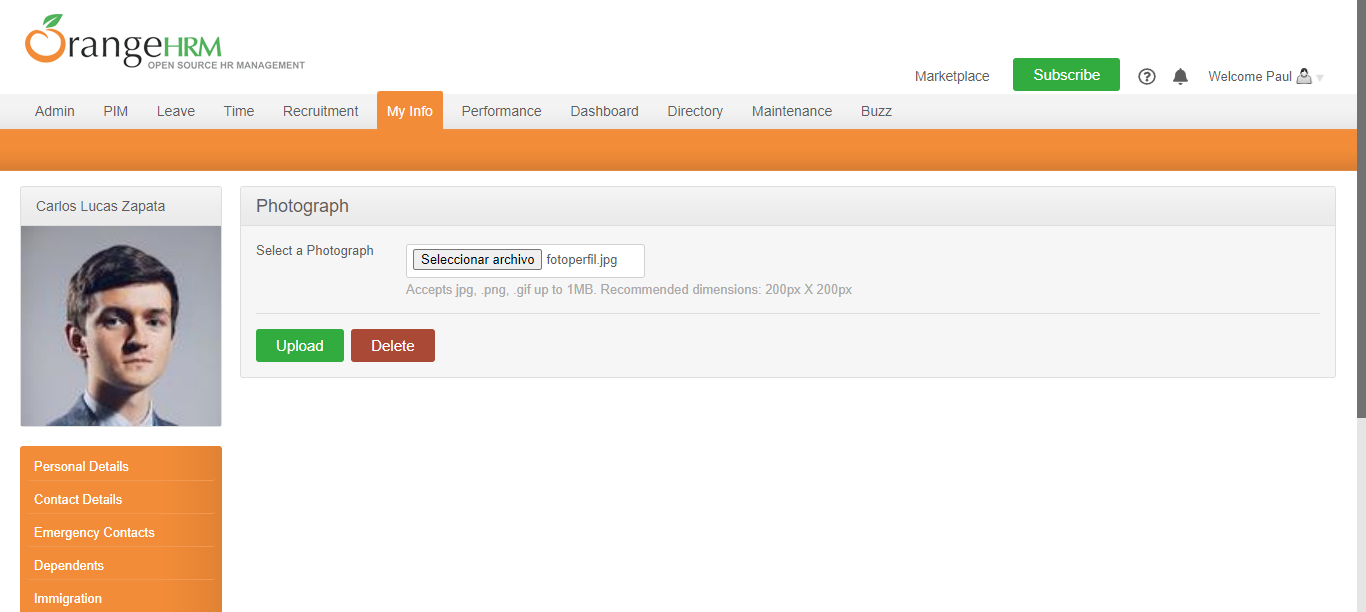 OrangeHRM
OPEN SOURCE HR MANAGEMENT
Marketplace Subscribe ? Welcome Paul
Admin PIM Leave Time Recruitment My Info Performance Dashboard Directory Maintenance Buzz
Carlos Lucas Zapata
Photograph
Select a Photograph Seleccionar archivo fotoperfil.jpg
Accepts jpg, .png, .gif up to 1MB. Recommended dimensions: 200px X 200px
Upload Delete
Personal Details
Contact Details
Emergency Contacts
Dependents
Immigration